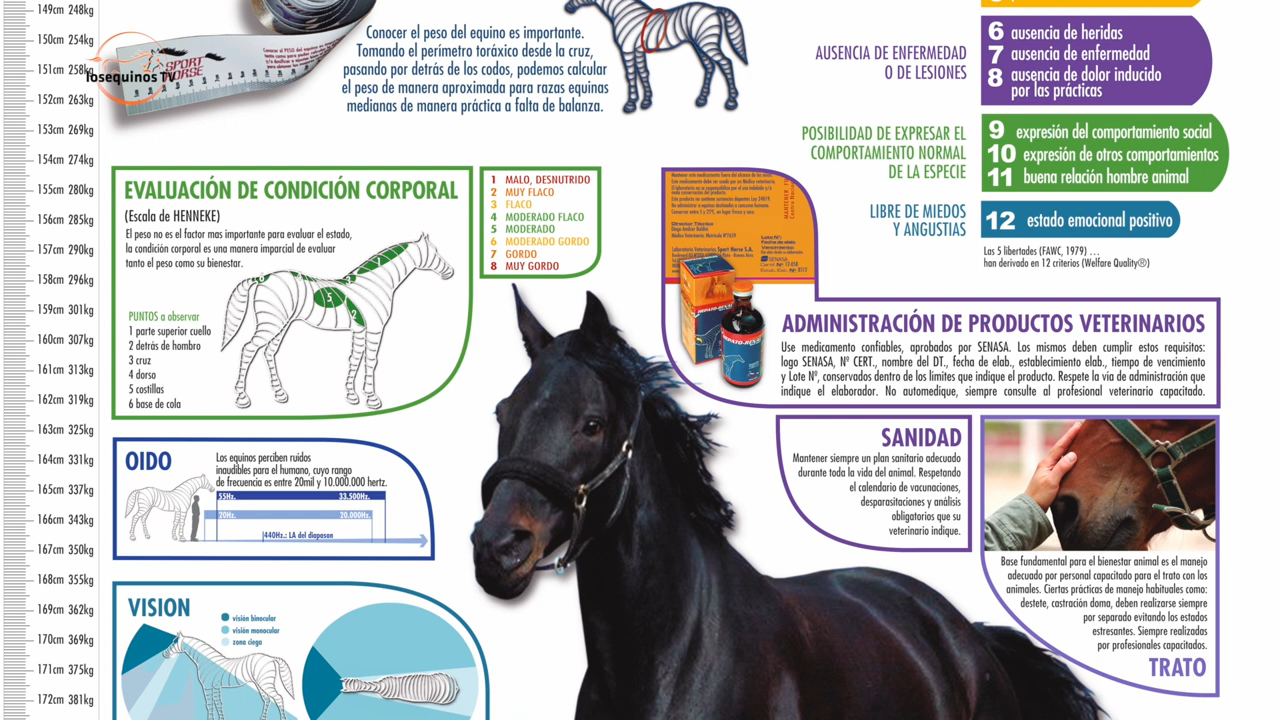 149cm 248kg
150cm 254kg
151cm 258kg
152cm 263kg
153cm 269kg
154cm 274kg
280kg
285kg
157cm
158cm
159cm 301kg
160cm 307kg
161cm 313kg
162cm 319kg
163cm 325kg
164cm 331kg
165cm 337kg
166cm 343kg
167cm 350kg
168cm 355kg
169cm 362kg
170cm 369kg
171cm 375kg
172cm 381kg
losequinos TV
SPORT HORSE
Conocer el peso del equino es importante.
Tomando el perímetro toráxico desde la cruz,
pasando por detrás de los codos, podemos calcular
el peso de manera aproximada para razas equinas
medianas de manera práctica a falta de balanza.
AUSENCIA DE ENFERMEDAD
O DE LESIONES
6 ausencia de heridas
7 ausencia de enfermedad
8 ausencia de dolor inducido
por las prácticas
POSIBILIDAD DE EXPRESAR EL
COMPORTAMIENTO NORMAL
DE LA ESPECIE
9 expresión del comportamiento social
10 expresión de otros comportamientos
11 buena relación hombre animal
LIBRE DE MIEDOS
Y ANGUSTIAS
12 estado emocional positivo
Las 5 libertades (FAWC, 1979) ...
han derivado en 12 criterios (Welfare Quality®)
EVALUACIÓN DE CONDICIÓN CORPORAL
(Escala de HENNEKE)
El peso no es el factor mas importante para evaluar el estado,
la condición corporal es una manera imparcial de evaluar
tanto el peso como su bienestar.
PUNTOS a observar
1 parte superior cuello
2 detrás de hombro
3 cruz
4 dorso
5 costillas
6 base de cola
1 MALO, DESNUTRIDO
2 MUY FLACO
3 FLACO
4 MODERADO FLACO
5 MODERADO
6 MODERADO GORDO
7 GORDO
8 MUY GORDO
ADMINISTRACIÓN DE PRODUCTOS VETERINARIOS
Use medicamento confiables, aprobados por SENASA. Los mismos deben cumplir estos requisitos:
logo SENASA, Nº CERT., nombre del DT., fecha de elab., establecimiento elab., tiempo de vencimiento
y Lote Nº, conservados dentro de los límites que indique el producto. Respete la via de administración que
indique el elaborador. No automedique, siempre consulte al profesional veterinario capacitado.
SANIDAD
Mantener siempre un plan sanitario adecuado
durante toda la vida del animal. Respetando
el calendario de vacunaciones,
desparasitaciones y análisis
obligatorios que su
veterinario indique.
OIDO
Los equinos perciben ruidos
inaudibles para el humano, cuyo rango
de frecuencia es entre 20mil y 10.000.000 hertz.
55Hz. 33.500Hz.
20Hz. 20.000Hz.
440Hz.: LA del diapason
Base fundamental para el bienestar animal es el manejo
adecuado por personal capacitado para el trato con los
animales. Ciertas prácticas de manejo habituales como:
destete, castración doma, deben realizarse siempre
por separado evitando los estados
estresantes. Siempre realizadas
por profesionales capacitados.
TRATO
VISION
visión binocular
visión monocular
zona ciega